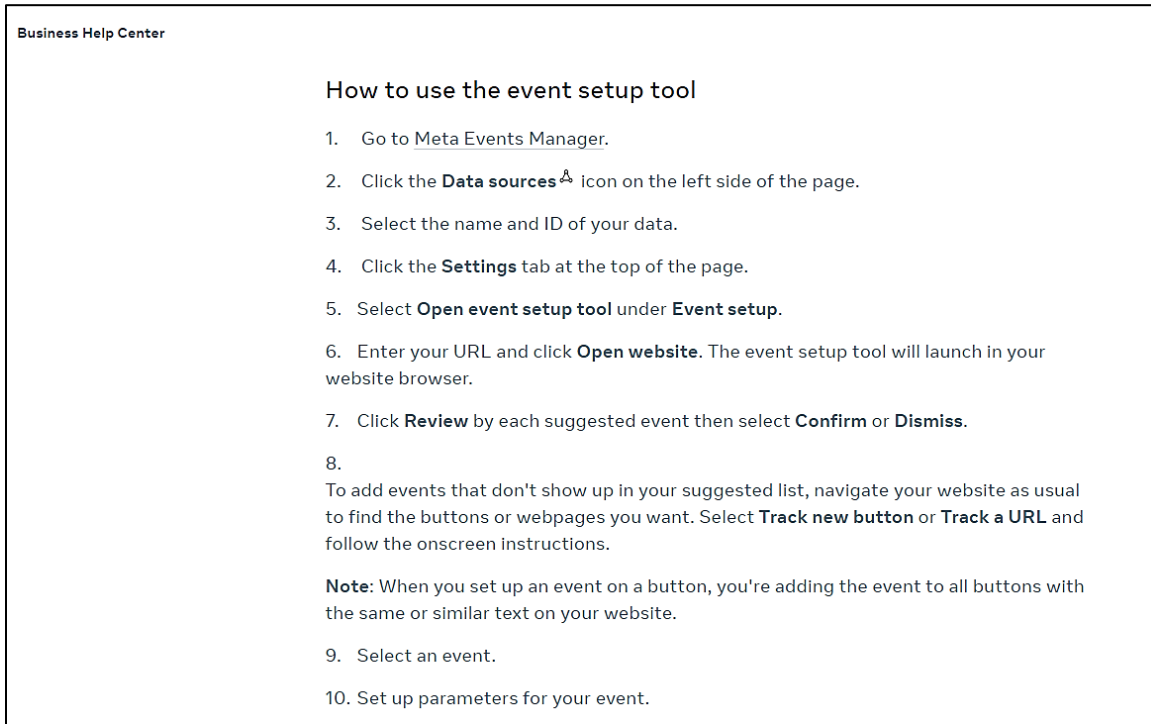 Business Help Center
How to use the event setup tool
1. Go to Meta Events Manager.
2. Click the Data sources icon on the left side of the page.
3. Select the name and ID of your data.
4. Click the Settings tab at the top of the page.
5. Select Open event setup tool under Event setup.
6. Enter your URL and click Open website. The event setup tool will launch in your
website browser.
7. Click Review by each suggested event then select Confirm or Dismiss.
8.
To add events that don't show up in your suggested list, navigate your website as usual
to find the buttons or webpages you want. Select Track new button or Track a URL and
follow the onscreen instructions.
Note: When you set up an event on a button, you're adding the event to all buttons with
the same or similar text on your website.
9. Select an event.
10. Set up parameters for your event.